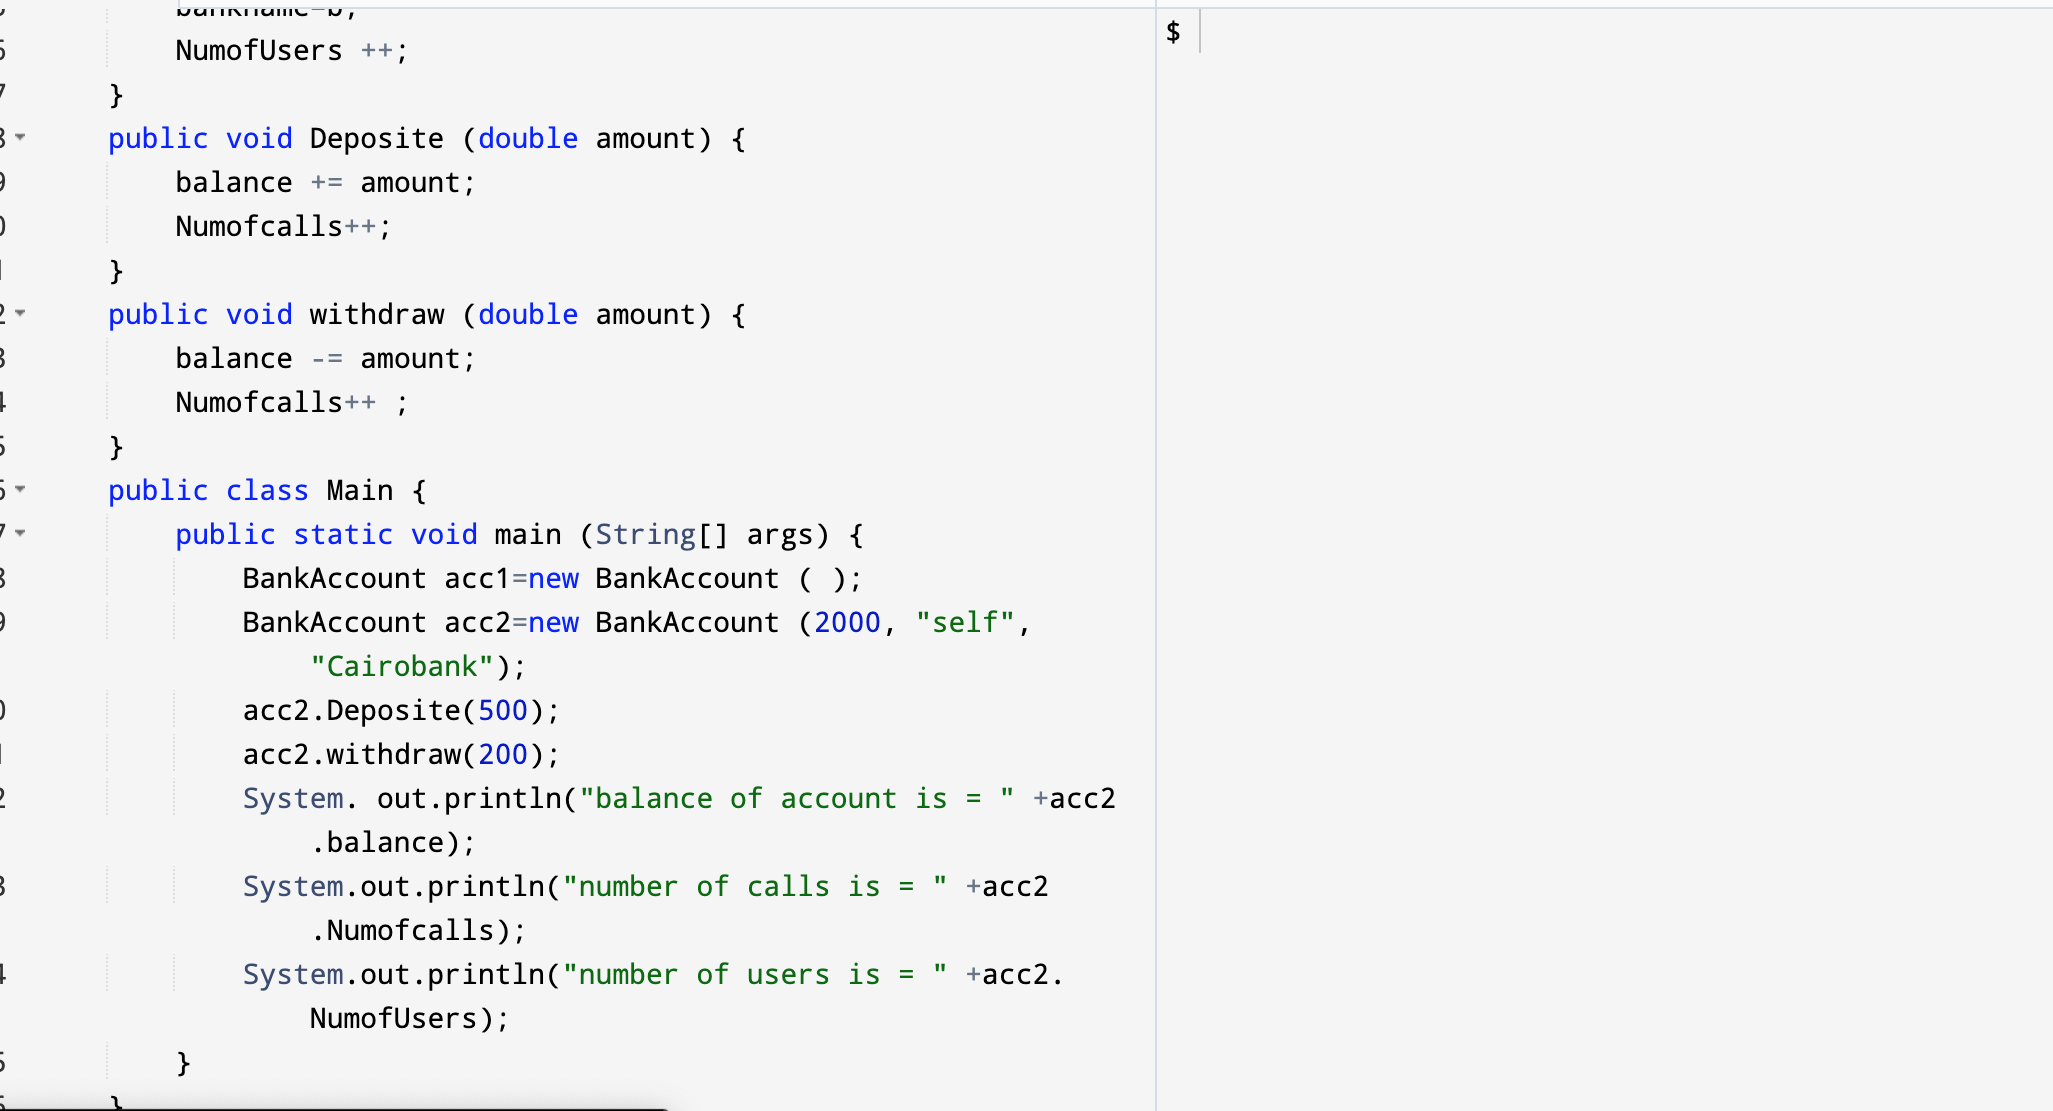 bankname=b;
$
NumofUsers ++;
}
public void Deposite (double amount) {
balance += amount;
Numofcalls++;
}
public void withdraw (double amount) {
balance -= amount;
Numofcalls++ ;
}
public class Main {
public static void main (String[] args) {
BankAccount acc1=new BankAccount ( );
BankAccount acc2=new BankAccount (2000, "self",
"Cairobank");
acc2.Deposite(500);
acc2.withdraw(200);
System. out.println("balance of account is = " +acc2
.balance);
System.out.println("number of calls is = " +acc2
.Numofcalls);
System.out.println("number of users is = " +acc2.
NumofUsers);
}
}